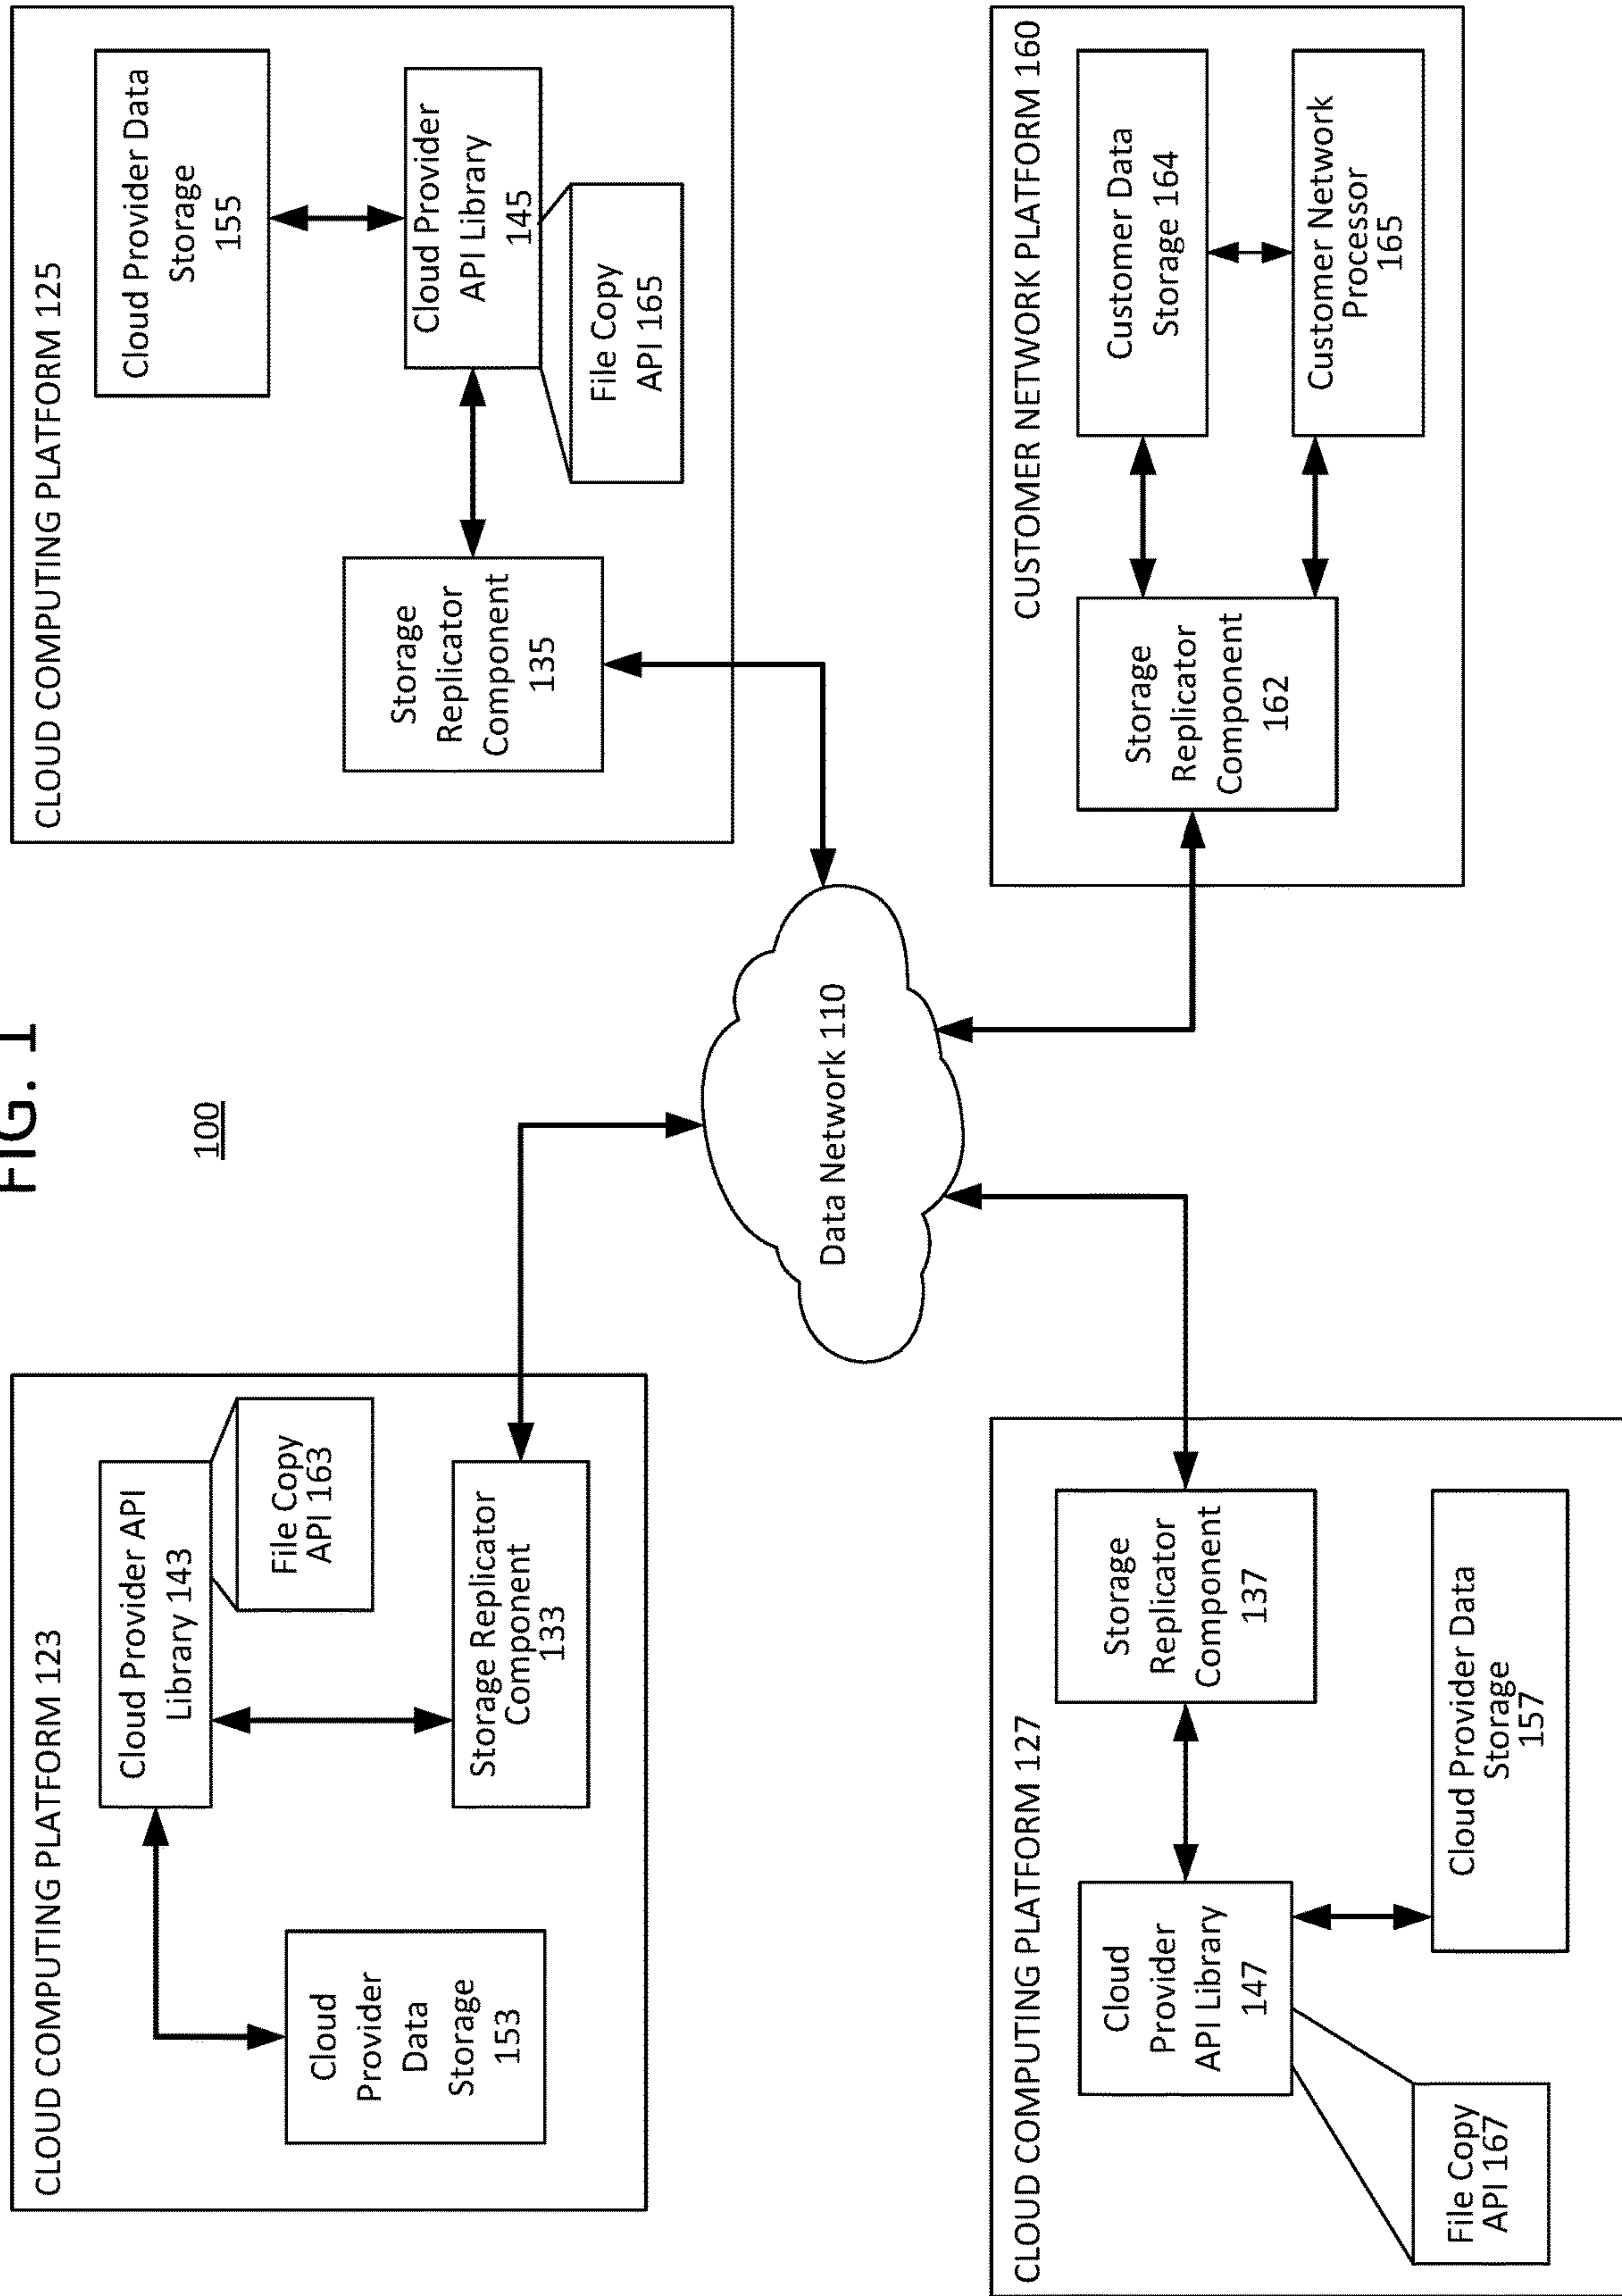 FIG. 1
100
CLOUD COMPUTING PLATFORM 123
Cloud Provider API
Library 143
File Copy
API 163
Cloud
Provider
Data
Storage
153
Storage Replicator
Component
133
CLOUD COMPUTING PLATFORM 125
Cloud Provider Data
Storage
155
Cloud Provider
API Library
145
File Copy
API 165
Storage
Replicator
Component
135
Data Network 110
CLOUD COMPUTING PLATFORM 127
Cloud
Provider
API Library
147
Storage
Replicator
Component
137
File Copy
API 167
Cloud Provider Data
Storage
157
CUSTOMER NETWORK PLATFORM 160
Storage
Replicator
Component
162
Customer Data
Storage 164
Customer Network
Processor
165